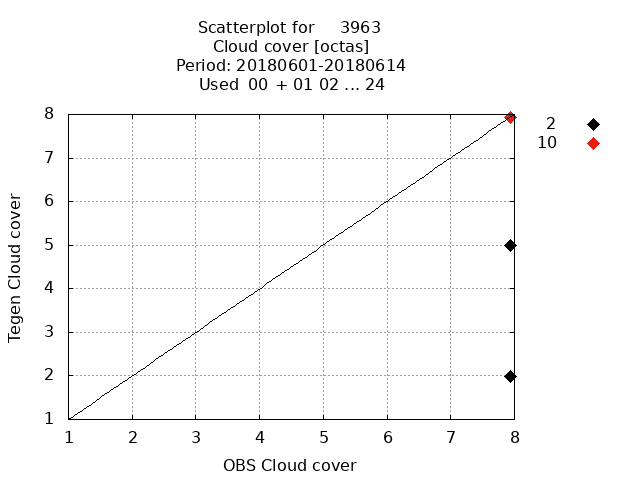 Scatterplot for 3963
Cloud cover [octas]
Period: 20180601-20180614
Used 00 + 01 02 ... 24
8
7
6
5
4
3
2
1
1 2 3 4 5 6 7 8
Tegen Cloud cover
OBS Cloud cover
2
10